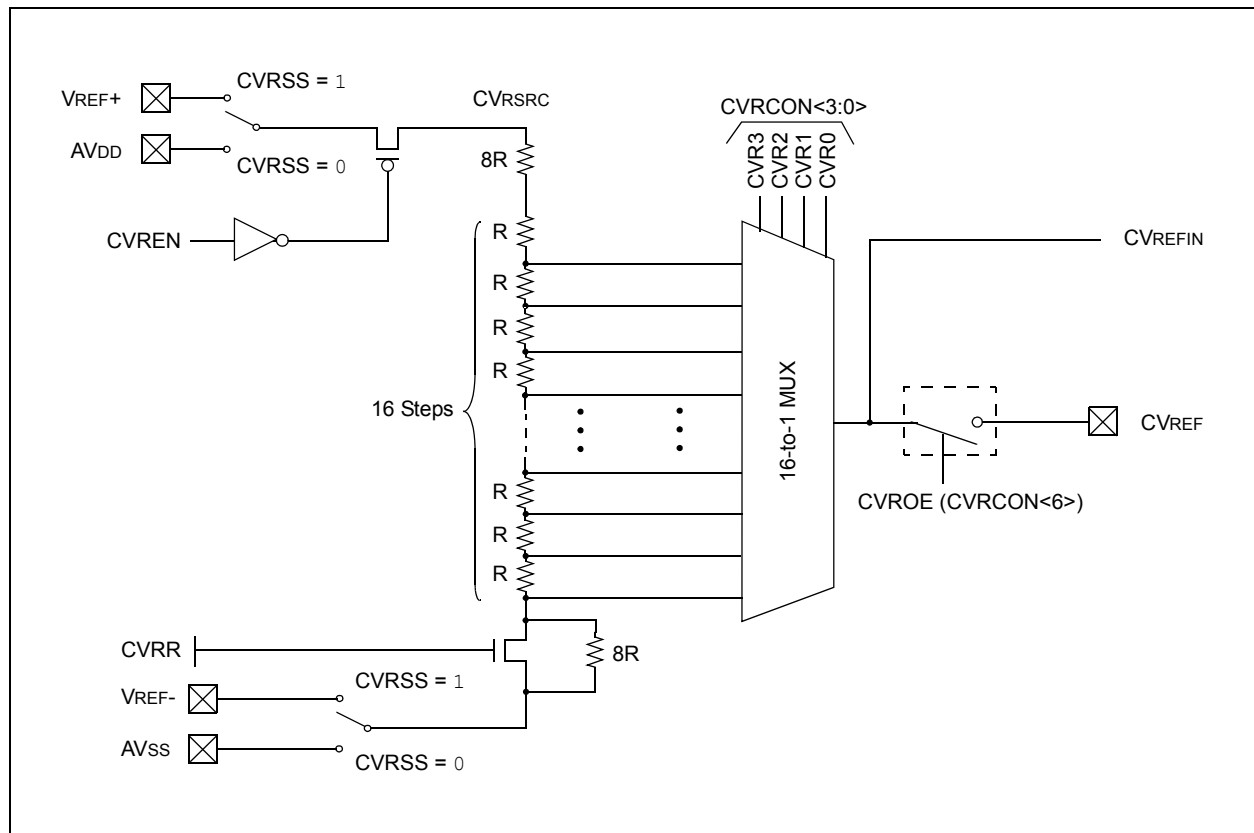 VREF+
CVRSS = 1
AVDD
CVRSS = 0
CVREN
CVRSRC
8R
R
R
R
R
16 Steps
R
R
R
CVRR
8R
VREF-
CVRSS = 1
AVSS
CVRSS = 0
CVRCON<3:0>
CVR3
CVR2
CVR1
CVR0
16-to-1 MUX
CVREFIN
CVREF
CVROE (CVRCON<6>)